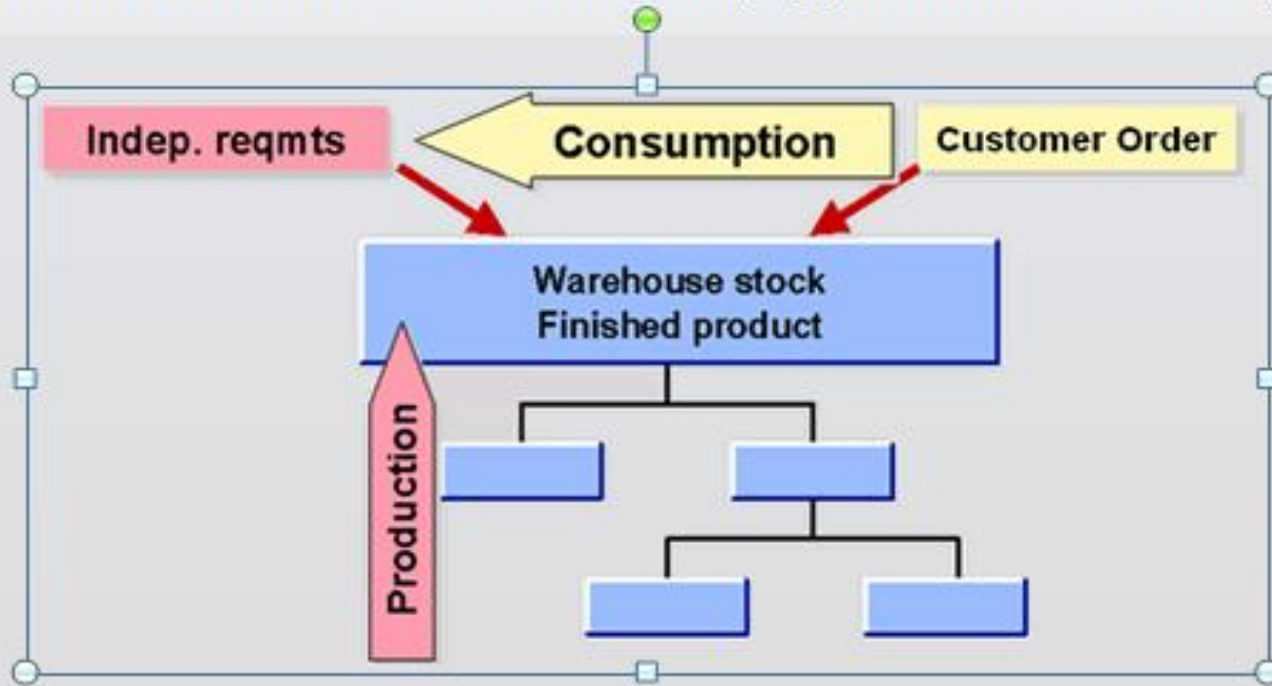 Indep. reqmts
Consumption
Customer Order
Warehouse stock
Finished product
Production